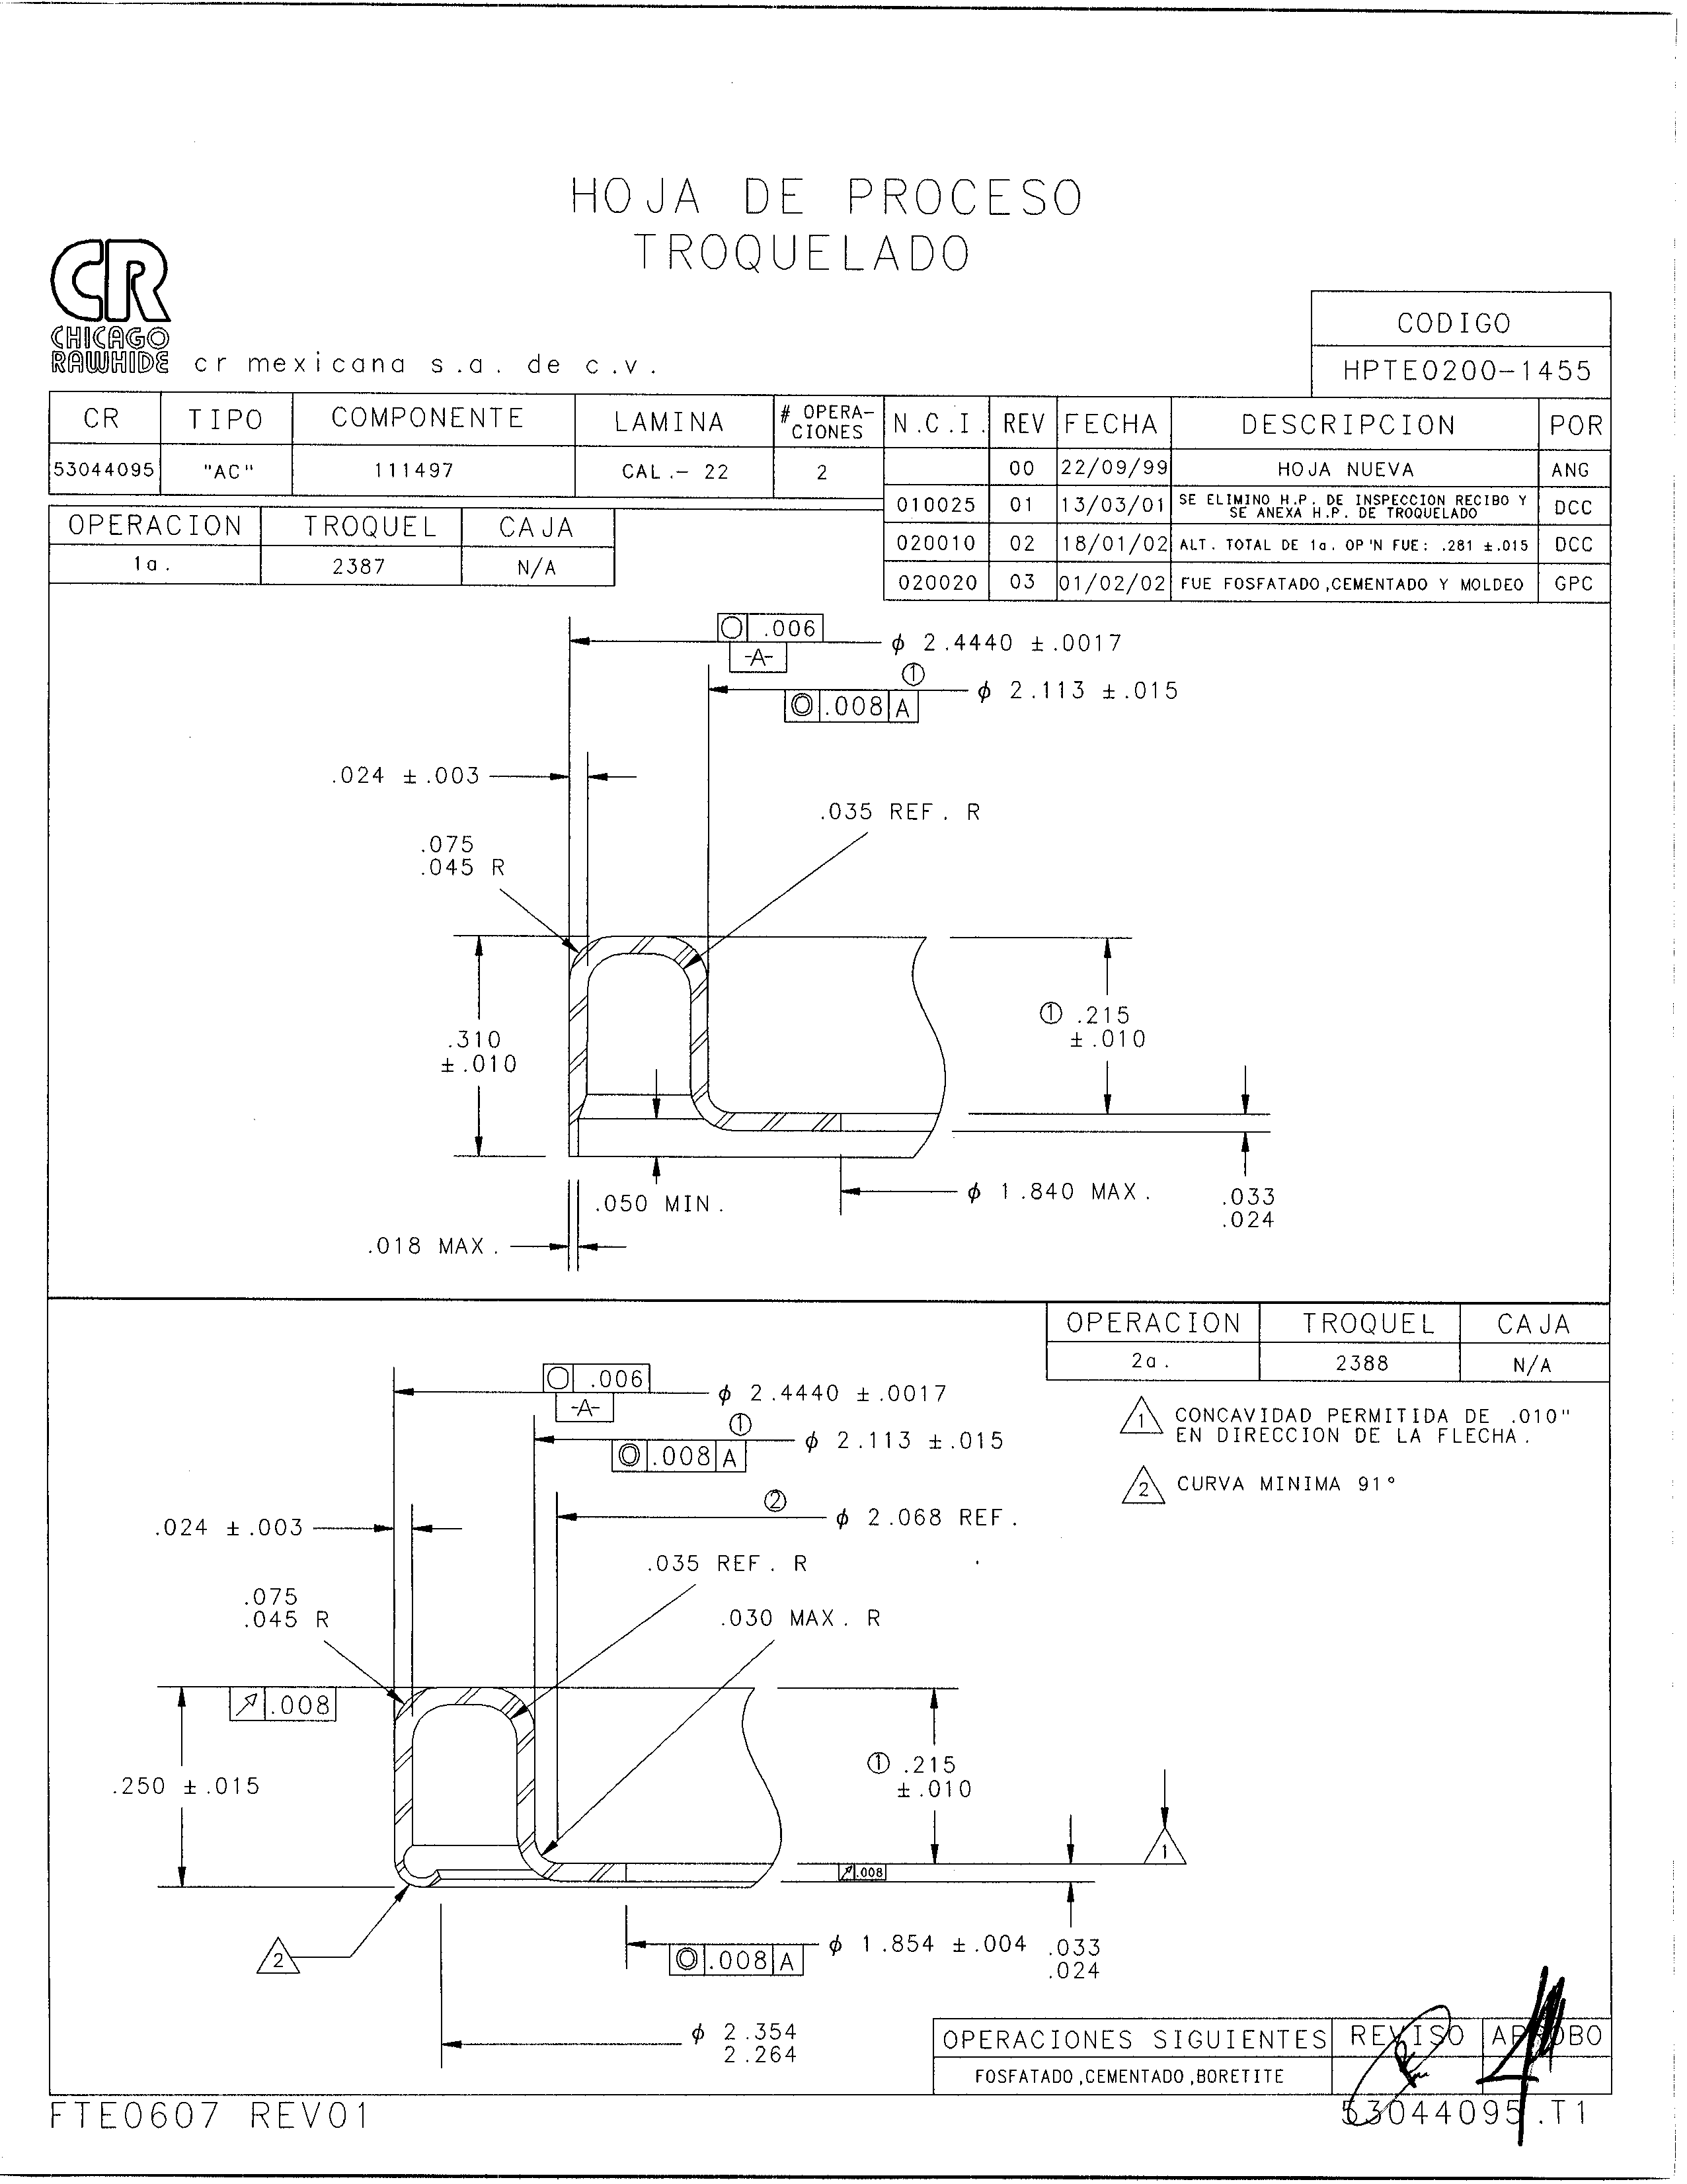 HOJA DE PROCESO
TROQUELADO
CR
CHICAGO
RAWHIDE
cr mexicana s.a. de c.v.
CODIGO
HPTE0200-1455
CR TIPO COMPONENTE LAMINA # OPERA-CIONES
53044095 "AC" 111497 CAL.- 22 2
N.C.I. REV FECHA DESCRIPCION POR
00 22/09/99 HOJA NUEVA ANG
010025 01 13/03/01 SE ELIMINO H.P. DE INSPECCION RECIBO Y
SE ANEXA H.P. DE TROQUELADO DCC
020010 02 18/01/02 ALT. TOTAL DE 1a. OP'N FUE: .281 ±.015 DCC
020020 03 01/02/02 FUE FOSFATADO,CEMENTADO Y MOLDEO GPC
OPERACION TROQUEL CAJA
1a. 2387 N/A
.006
-A-
ϕ 2.4440 ±.0017
1
ϕ 2.113 ±.015
.008 A
.024 ±.003
.035 REF. R
.075
.045 R
.310
±.010
1 .215
±.010
.050 MIN.
ϕ 1.840 MAX.
.033
.024
.018 MAX.
OPERACION TROQUEL CAJA
2a. 2388 N/A
1 CONCAVIDAD PERMITIDA DE .010"
EN DIRECCION DE LA FLECHA.
2 CURVA MINIMA 91°
.006
-A-
ϕ 2.4440 ±.0017
1
ϕ 2.113 ±.015
.008 A
2
ϕ 2.068 REF.
.024 ±.003
.035 REF. R
.075
.045 R
.030 MAX. R
.008
.250 ±.015
1 .215
±.010
1
.008
2
ϕ 1.854 ±.004
.008 A
.033
.024
ϕ 2.354
2.264
OPERACIONES SIGUIENTES REVISO APROBO
FOSFATADO,CEMENTADO,BORETITE
FTE0607 REV01
53044095.T1